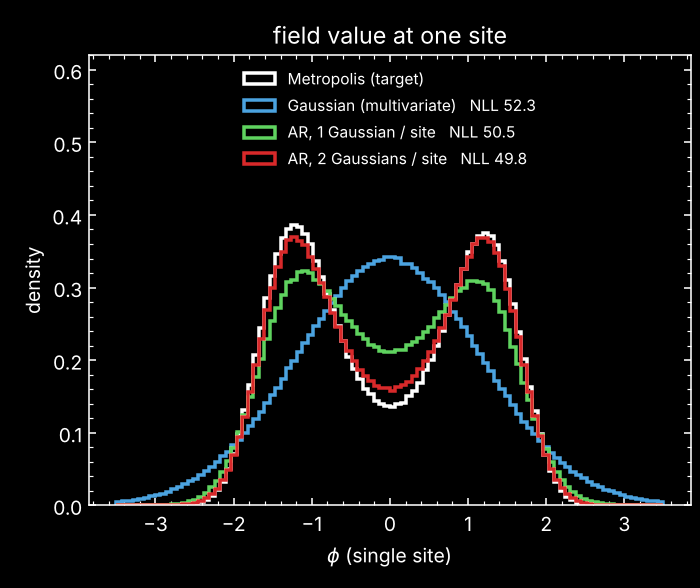 field value at one site
Metropolis (target)
Gaussian (multivariate)   NLL 52.3
AR, 1 Gaussian / site   NLL 50.5
AR, 2 Gaussians / site   NLL 49.8
density
0.6
0.5
0.4
0.3
0.2
0.1
0.0
−3 −2 −1 0 1 2 3
ϕ (single site)